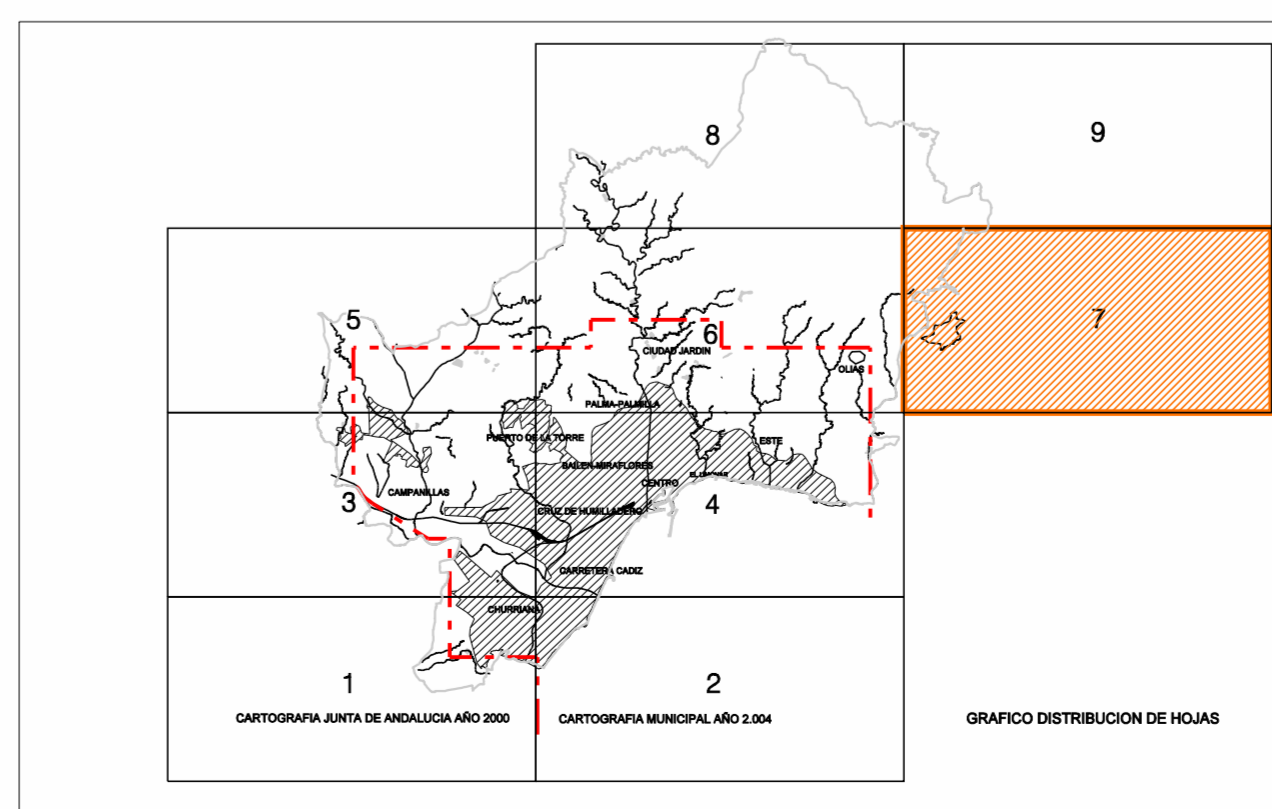 8
9
5
6
7
CIUDAD JARDIN
OLIAS
PALMA-PALMILLA
PUERTO DE LA TORRE
ESTE
BAILEN-MIRAFLORES
CENTRO
CAMPANILLAS
3
4
CRUZ DE HUMILLADERO
CARRETERA CADIZ
CHURRIANA
1
2
CARTOGRAFIA JUNTA DE ANDALUCIA AÑO 2000
CARTOGRAFIA MUNICIPAL AÑO 2.004
GRAFICO DISTRIBUCION DE HOJAS